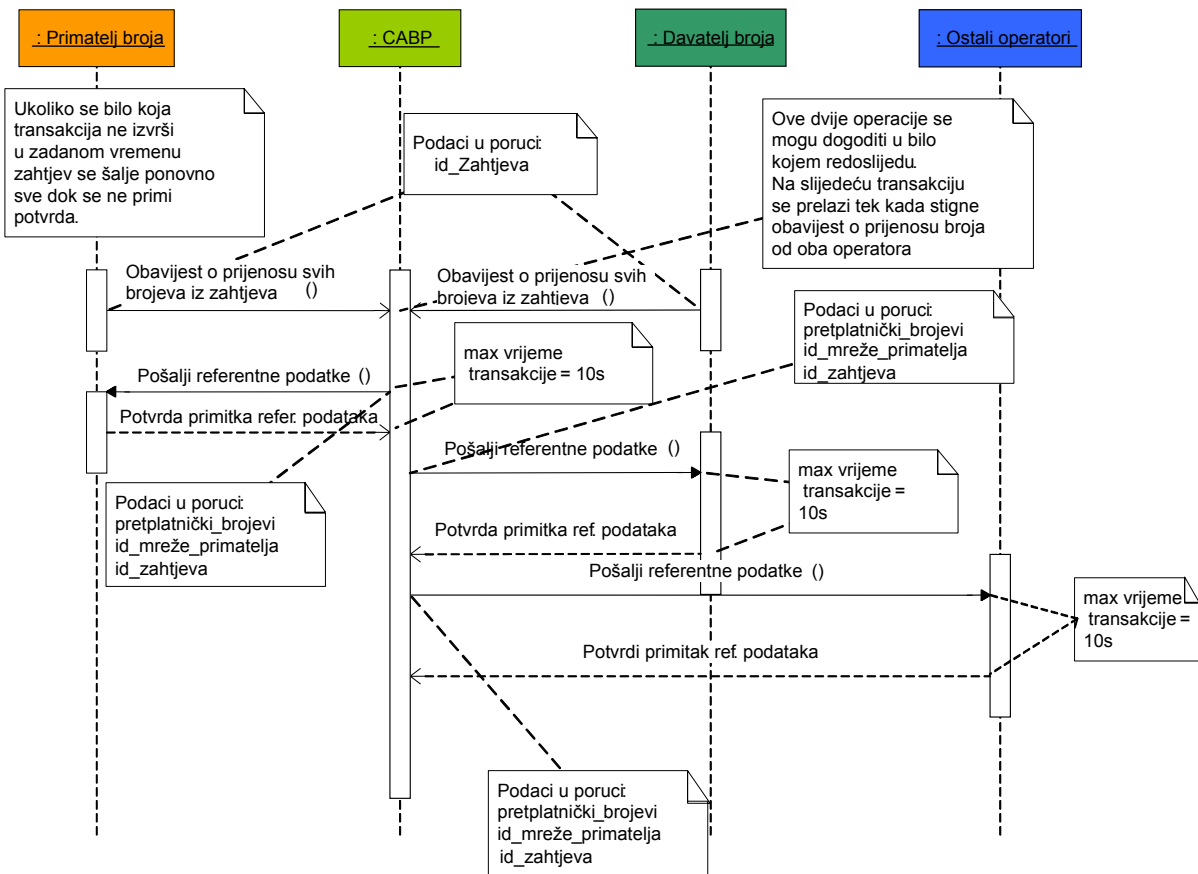 : Primatelj broja
: CABP
: Davatelj broja
: Ostali operatori
Ukoliko se bilo koja
transakcija ne izvrši
u zadanom vremenu
zahtjev se šalje ponovno
sve dok se ne primi
potvrda.
Podaci u poruci:
id_Zahtjeva
Ove dvije operacije se
mogu dogoditi u bilo
kojem redoslijedu.
Na slijedeću transakciju
se prelazi tek kada stigne
obavijest o prijenosu broja
od oba operatora
Obavijest o prijenosu svih
brojeva iz zahtjeva ()
Obavijest o prijenosu svih
brojeva iz zahtjeva ()
Podaci u poruci:
pretplatnički_brojevi
id_mreže_primatelja
id_zahtjeva
max vrijeme
transakcije = 10s
Pošalji referentne podatke ()
Potvrda primitka refer. podataka
Pošalji referentne podatke ()
max vrijeme
transakcije =
10s
Podaci u poruci:
pretplatnički_brojevi
id_mreže_primatelja
id_zahtjeva
Potvrda primitka ref. podataka
Pošalji referentne podatke ()
max vrijeme
transakcije =
10s
Potvrdi primitak ref. podataka
Podaci u poruci:
pretplatnički_brojevi
id_mreže_primatelja
id_zahtjeva